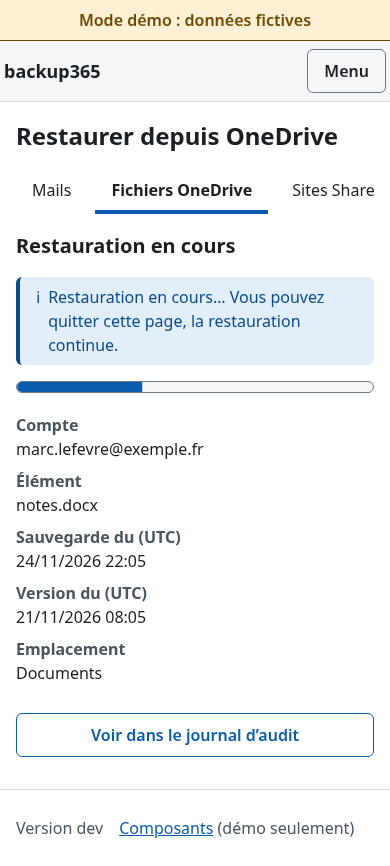 Mode démo : données fictives
backup365
Menu
Restaurer depuis OneDrive
Mails
Fichiers OneDrive
Sites Share
Restauration en cours
i Restauration en cours… Vous pouvez
quitter cette page, la restauration
continue.
Compte
marc.lefevre@exemple.fr
Élément
notes.docx
Sauvegarde du (UTC)
24/11/2026 22:05
Version du (UTC)
21/11/2026 08:05
Emplacement
Documents
Voir dans le journal d’audit
Version dev Composants (démo seulement)